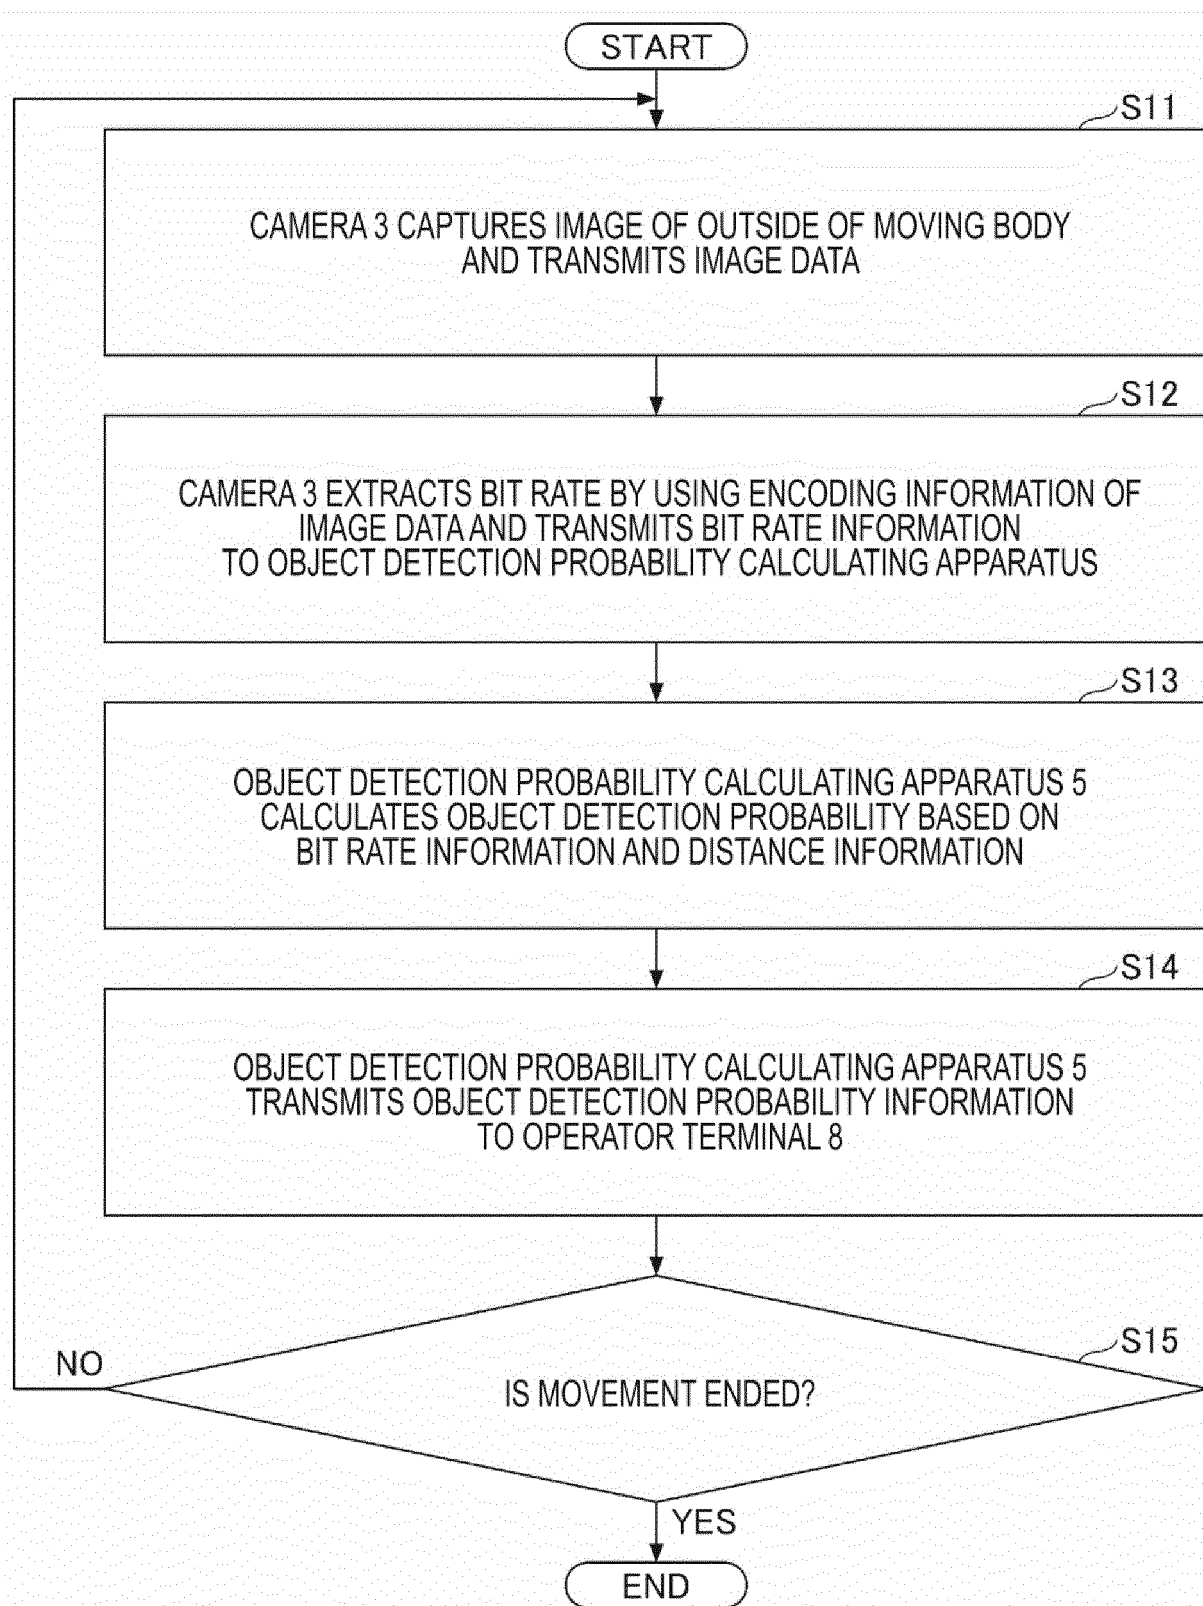 START
S11
CAMERA 3 CAPTURES IMAGE OF OUTSIDE OF MOVING BODY
AND TRANSMITS IMAGE DATA
S12
CAMERA 3 EXTRACTS BIT RATE BY USING ENCODING INFORMATION OF
IMAGE DATA AND TRANSMITS BIT RATE INFORMATION
TO OBJECT DETECTION PROBABILITY CALCULATING APPARATUS
S13
OBJECT DETECTION PROBABILITY CALCULATING APPARATUS 5
CALCULATES OBJECT DETECTION PROBABILITY BASED ON
BIT RATE INFORMATION AND DISTANCE INFORMATION
S14
OBJECT DETECTION PROBABILITY CALCULATING APPARATUS 5
TRANSMITS OBJECT DETECTION PROBABILITY INFORMATION
TO OPERATOR TERMINAL 8
S15
NO
IS MOVEMENT ENDED?
YES
END